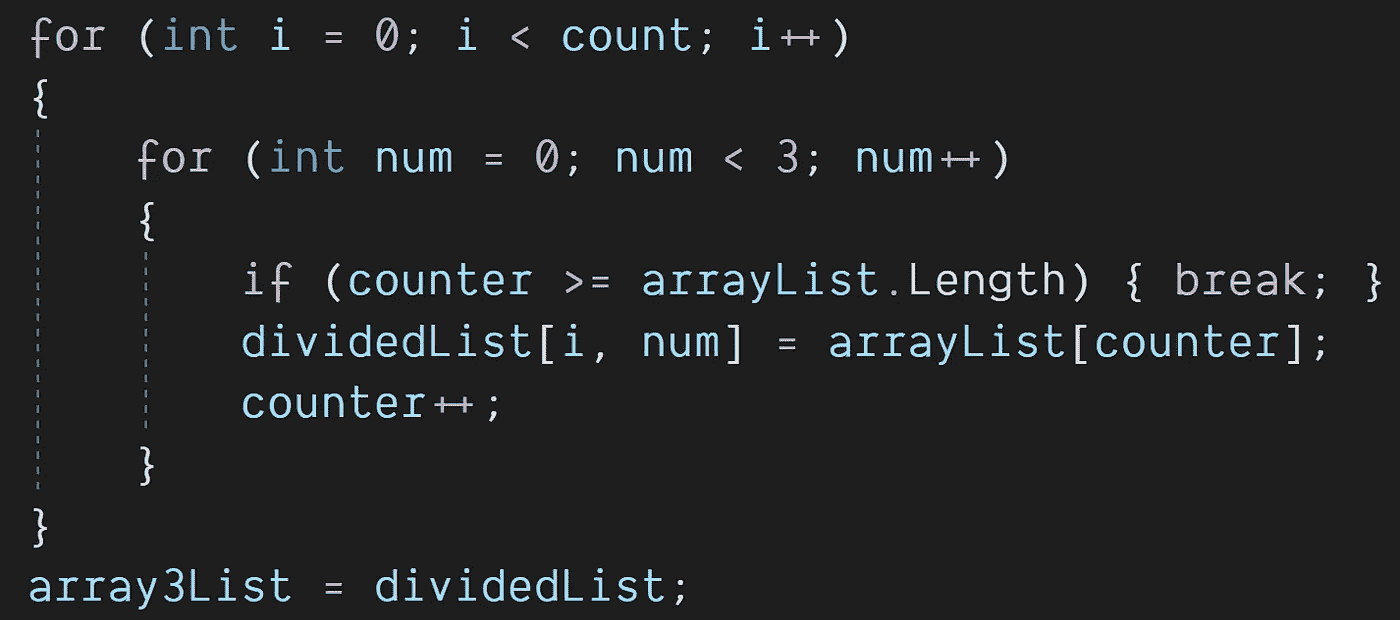 for (int i = 0; i < count; i++)
{
    for (int num = 0; num < 3; num++)
    {
        if (counter >= arrayList.Length) { break; }
        dividedList[i, num] = arrayList[counter];
        counter++;
    }
}
array3List = dividedList;